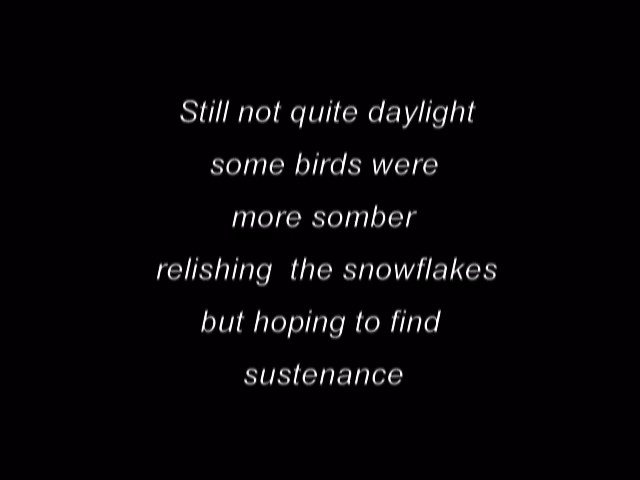 Still not quite daylight
some birds were
more somber
relishing  the snowflakes
but hoping to find
sustenance